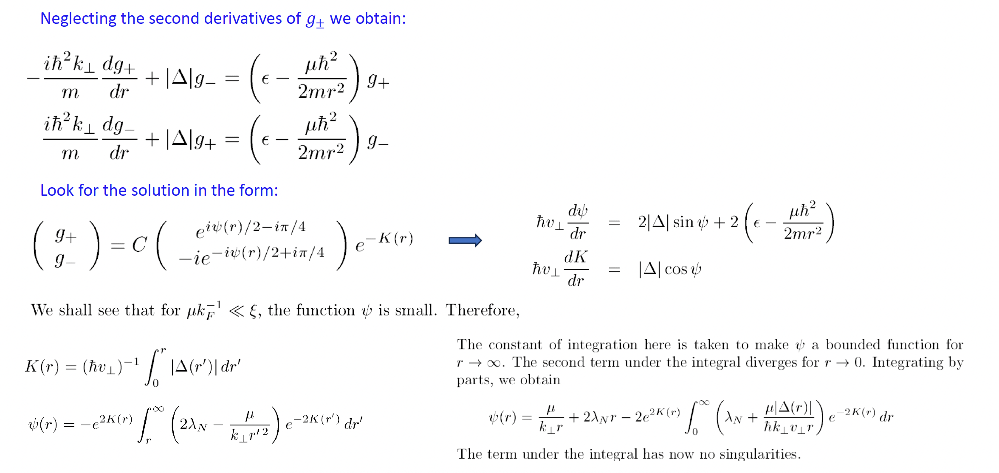 Neglecting the second derivatives of $g_{\pm}$ we obtain:
$-\frac{i\hbar^2 k_\perp}{m} \frac{dg_+}{dr} + |\Delta| g_- = \left( \epsilon - \frac{\mu\hbar^2}{2mr^2} \right) g_+$
$\frac{i\hbar^2 k_\perp}{m} \frac{dg_-}{dr} + |\Delta| g_+ = \left( \epsilon - \frac{\mu\hbar^2}{2mr^2} \right) g_-$
Look for the solution in the form:
$\begin{pmatrix} g_+ \\ g_- \end{pmatrix} = C \begin{pmatrix} e^{i\psi(r)/2 - i\pi/4} \\ -ie^{-i\psi(r)/2 + i\pi/4} \end{pmatrix} e^{-K(r)}$
$\hbar v_\perp \frac{d\psi}{dr} = 2|\Delta| \sin\psi + 2 \left( \epsilon - \frac{\mu\hbar^2}{2mr^2} \right)$
$\hbar v_\perp \frac{dK}{dr} = |\Delta| \cos\psi$
We shall see that for $\mu k_F^{-1} \ll \xi$, the function $\psi$ is small. Therefore,
$K(r) = (\hbar v_\perp)^{-1} \int_0^r |\Delta(r')| \, dr'$
$\psi(r) = -e^{2K(r)} \int_r^\infty \left( 2\lambda_N - \frac{\mu}{k_\perp r'^2} \right) e^{-2K(r')} \, dr'$
The constant of integration here is taken to make $\psi$ a bounded function for
$r \to \infty$. The second term under the integral diverges for $r \to 0$. Integrating by
parts, we obtain
$\psi(r) = \frac{\mu}{k_\perp r} + 2\lambda_N r - 2e^{2K(r)} \int_0^\infty \left( \lambda_N + \frac{\mu|\Delta(r)|}{\hbar k_\perp v_\perp r} \right) e^{-2K(r)} \, dr$
The term under the integral has now no singularities.